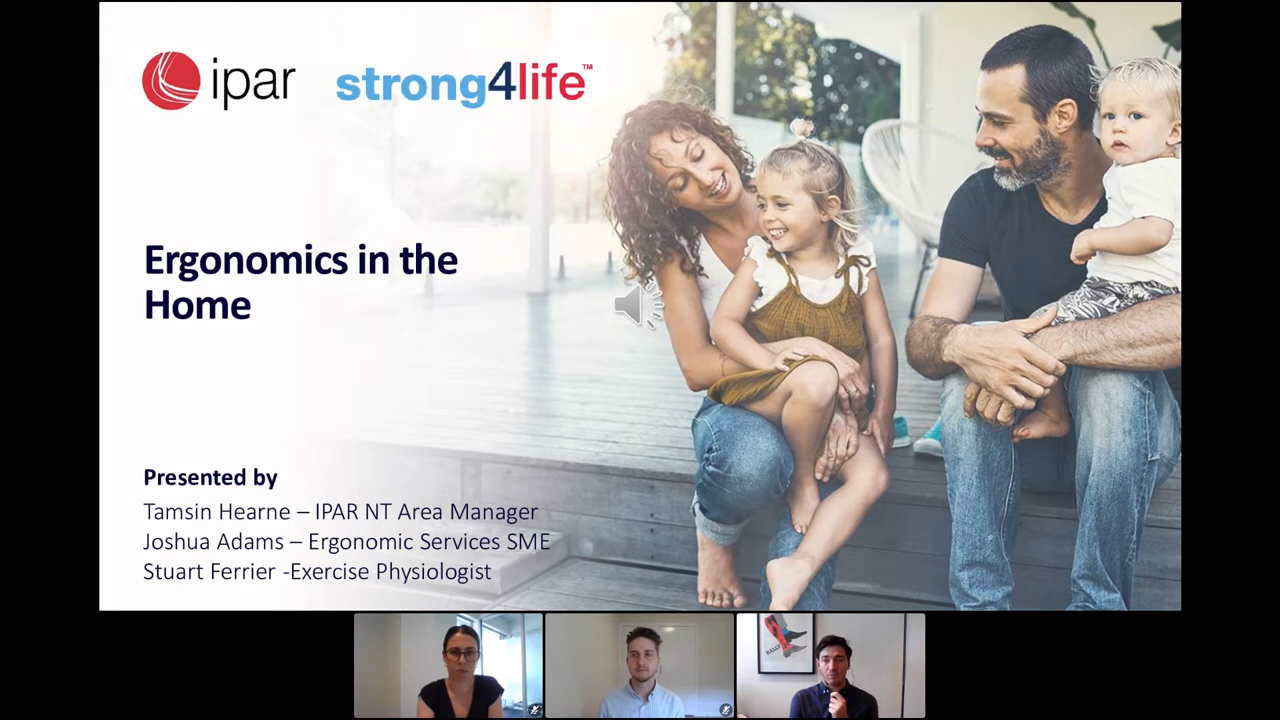 ipar
strong4life™
Ergonomics in the
Home
Presented by
Tamsin Hearne – IPAR NT Area Manager
Joshua Adams – Ergonomic Services SME
Stuart Ferrier -Exercise Physiologist
RALLY